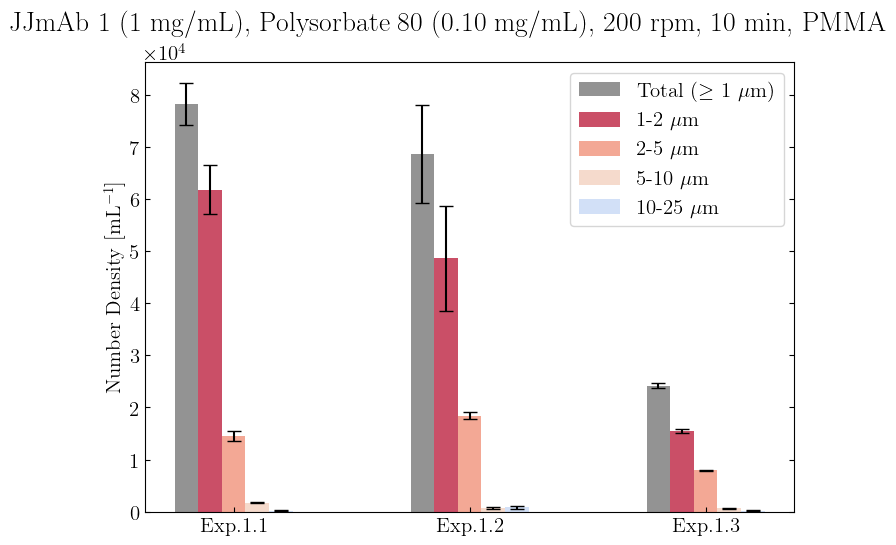 JJmAb 1 (1 mg/mL), Polysorbate 80 (0.10 mg/mL), 200 rpm, 10 min, PMMA
×10⁴
Number Density [mL⁻¹]
8
7
6
5
4
3
2
1
0
Total (≥ 1 μm)
1-2 μm
2-5 μm
5-10 μm
10-25 μm
Exp.1.1 Exp.1.2 Exp.1.3